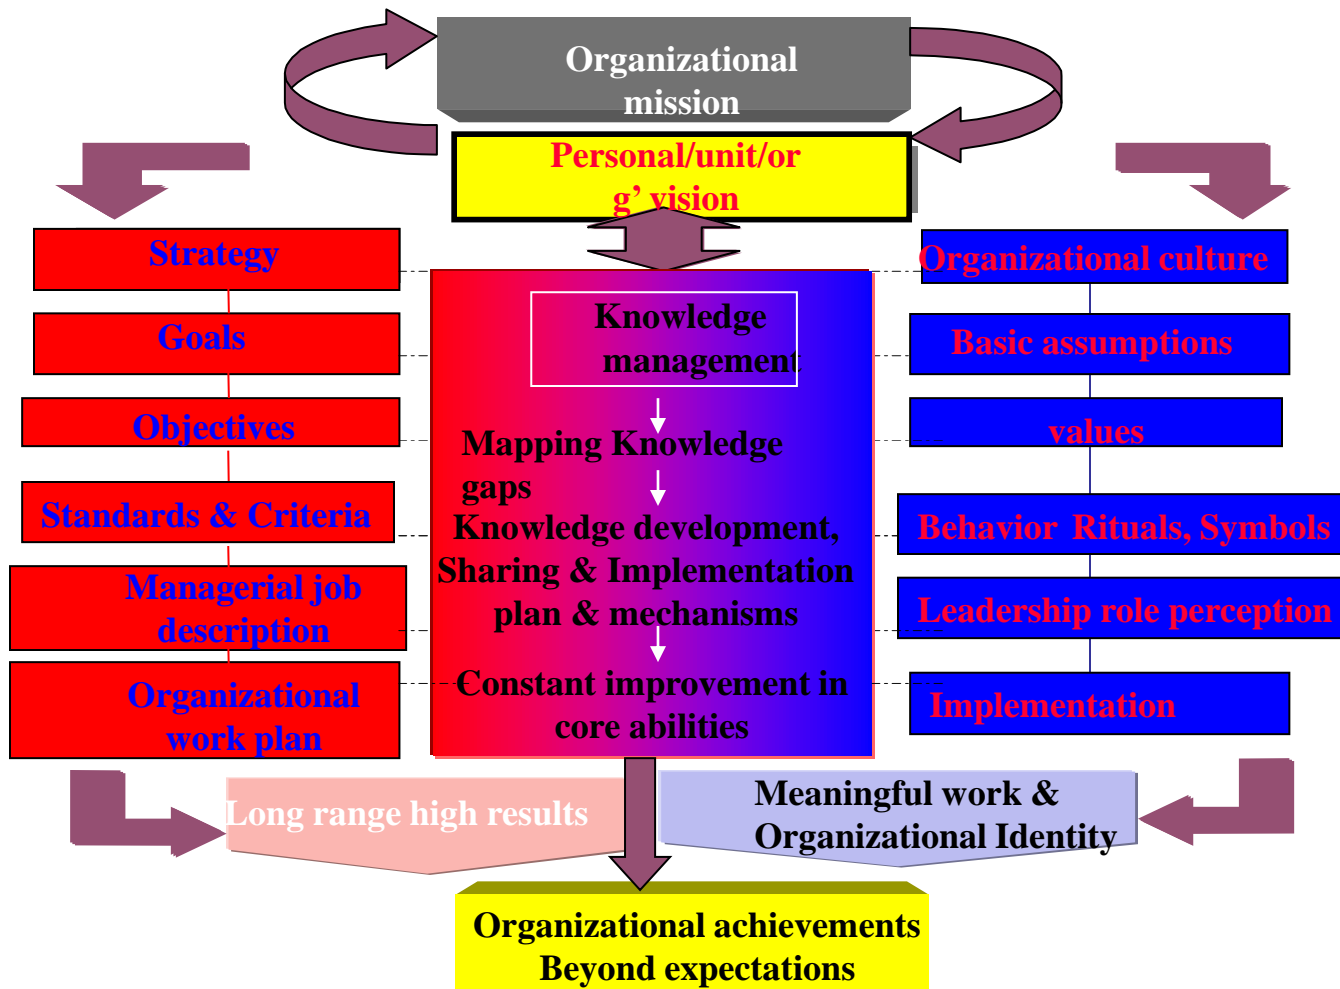 Organizational
mission
Personal/unit/or
g’ vision
Strategy
Goals
Objectives
Standards & Criteria
Managerial job
description
Organizational
work plan
Knowledge
management
Mapping Knowledge
gaps
Knowledge development,
Sharing & Implementation
plan & mechanisms
Constant improvement in
core abilities
Organizational culture
Basic assumptions
values
Behavior Rituals, Symbols
Leadership role perception
Implementation
Long range high results
Meaningful work &
Organizational Identity
Organizational achievements
Beyond expectations